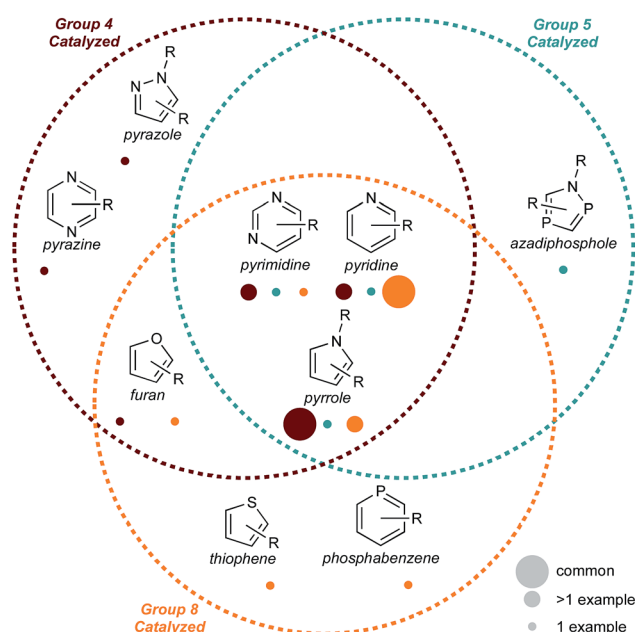 Group 4
Catalyzed
Group 5
Catalyzed
R
N
N
R
pyrazole
N
R
N
pyrazine
N
N
R
pyrimidine
N
R
pyridine
R
N
R
P
P
azadiphosphole
O
R
furan
R
N
R
pyrrole
S
R
thiophene
P
R
phosphabenzene
Group 8
Catalyzed
common
>1 example
1 example